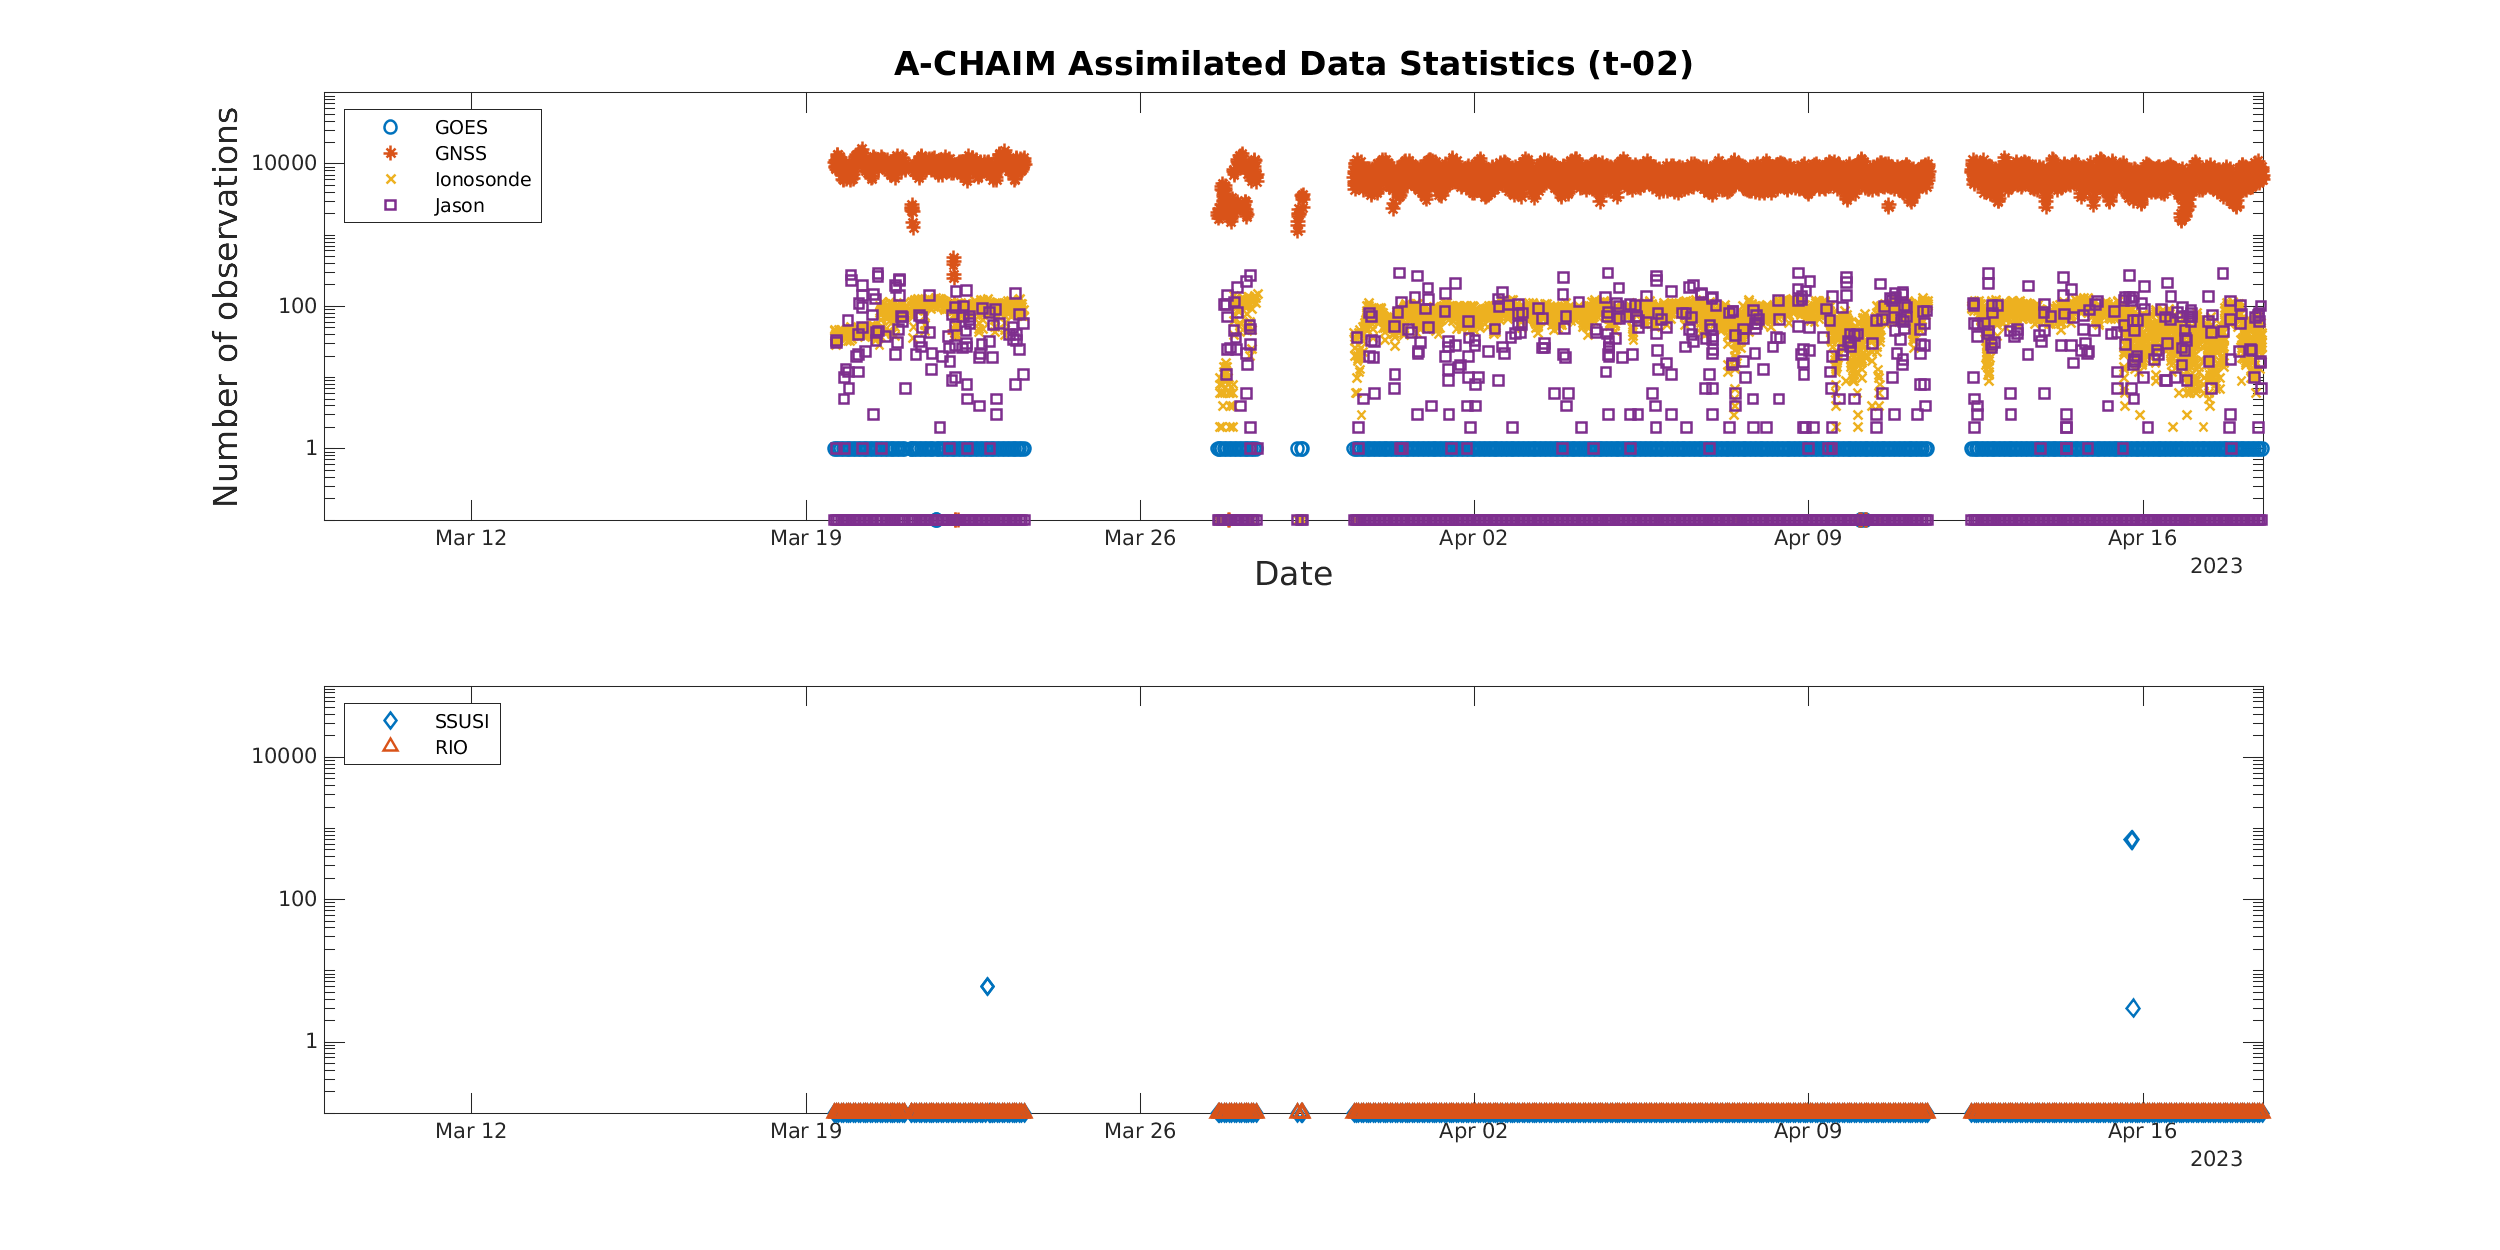 A-CHAIM Assimilated Data Statistics (t-02)
Number of observations
10000
100
1
GOES
GNSS
Ionosonde
Jason
Mar 12
Mar 19
Mar 26
Apr 02
Apr 09
Apr 16
2023
Date
10000
100
1
SSUSI
RIO
Mar 12
Mar 19
Mar 26
Apr 02
Apr 09
Apr 16
2023